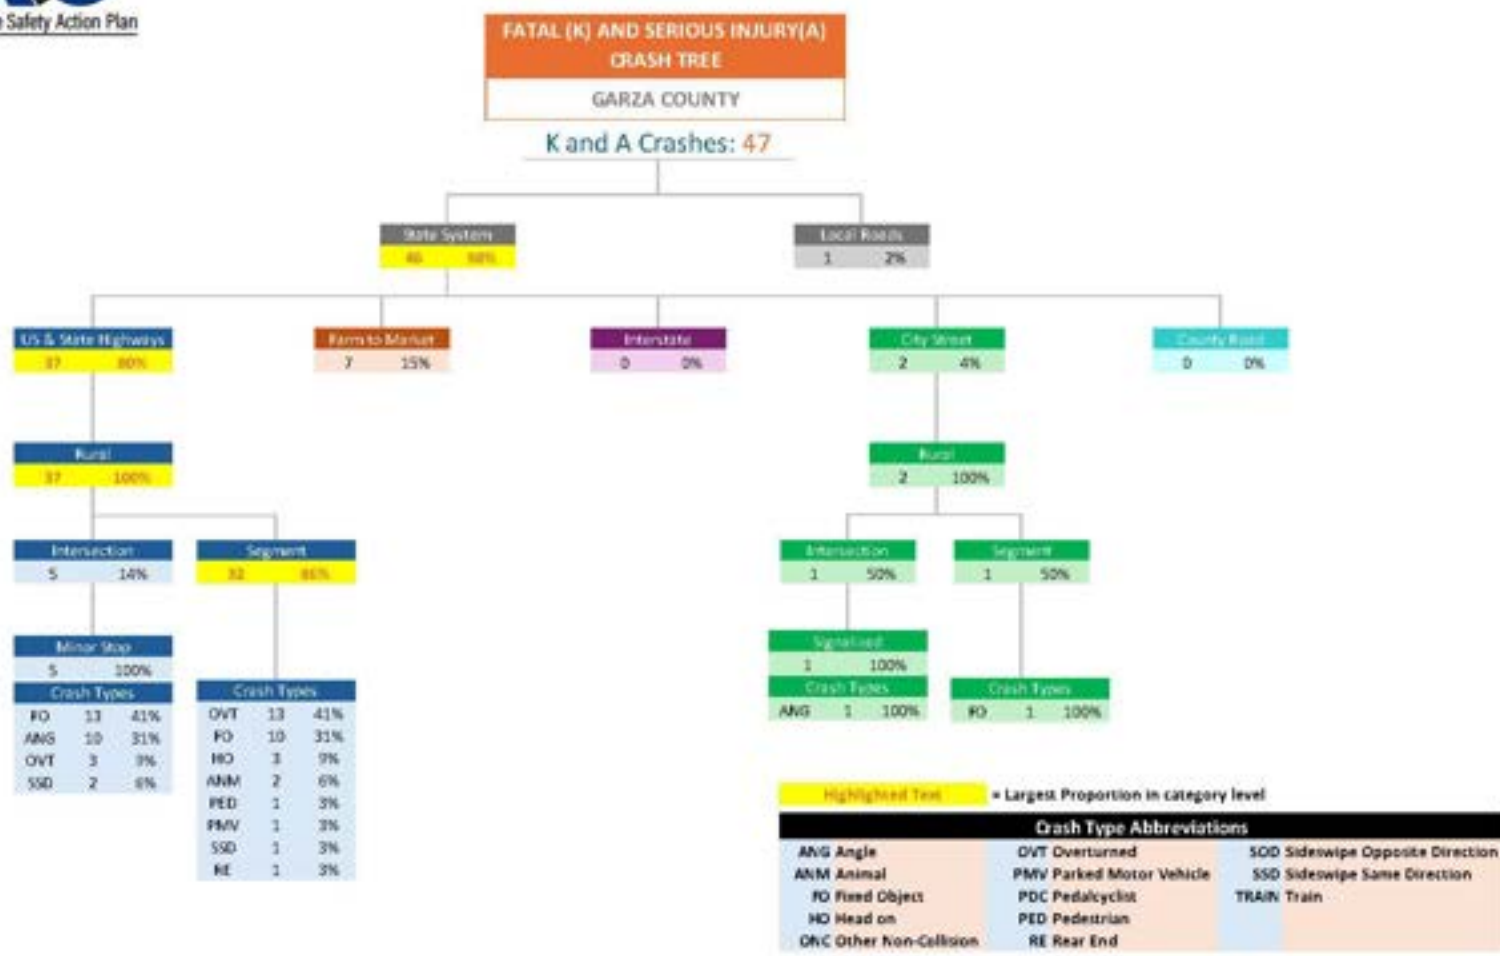 e Safety Action Plan
FATAL (K) AND SERIOUS INJURY(A)
CRASH TREE
GARZA COUNTY
K and A Crashes: 47
State System
46 98%
Local Roads
1 2%
US & State Highways
37 80%
Farm to Market
7 15%
Interstate
0 0%
City Street
2 4%
County Road
0 0%
Rural
37 100%
Rural
2 100%
Intersection
5 14%
Segment
32 86%
Intersection
1 50%
Segment
1 50%
Minor Stop
5 100%
Crash Types
FO 13 41%
ANG 10 31%
OVT 3 9%
SSD 2 6%
Crash Types
OVT 13 41%
FO 10 31%
HO 3 9%
ANM 2 6%
PED 1 3%
PMV 1 3%
SSD 1 3%
RE 1 3%
Signalised
1 100%
Crash Types
ANG 1 100%
Crash Types
FO 1 100%
Highlighted Text = Largest Proportion in category level
Crash Type Abbreviations
ANG Angle OVT Overturned SOD Sideswipe Opposite Direction
ANM Animal PMV Parked Motor Vehicle SSD Sideswipe Same Direction
FO Fixed Object PDC Pedalcyclist TRAIN Train
HO Head on PED Pedestrian
ONC Other Non-Collision RE Rear End